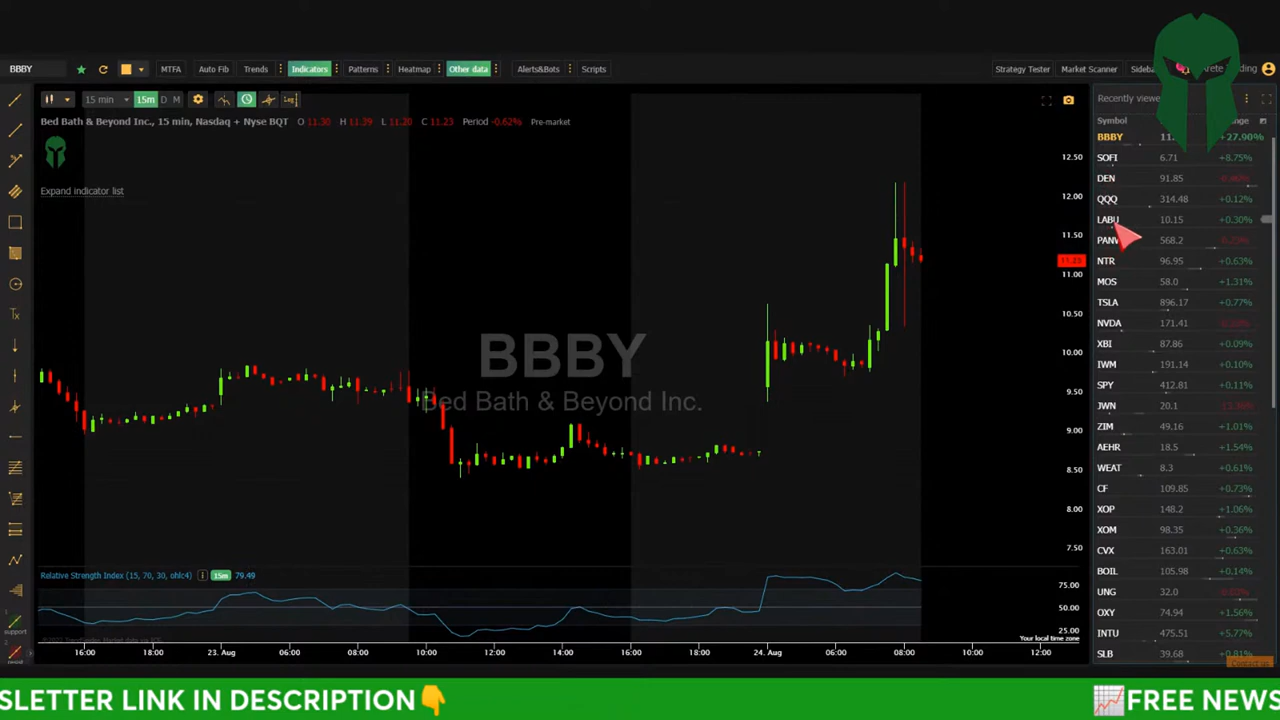 BBBY
MTFA
Auto Fib
Trends
Indicators
Patterns
Heatmap
Other data
Alerts&Bots
Scripts
Strategy Tester
Market Scanner
15 min
15m
D
M
Bed Bath & Beyond Inc., 15 min, Nasdaq + Nyse BQT O 11.30 H 11.39 L 11.20 C 11.23 Period -0.62% Pre-market
Expand indicator list
BBBY
Bed Bath & Beyond Inc.
12.50
12.00
11.50
11.00
10.50
10.00
9.50
9.00
8.50
8.00
7.50
Relative Strength Index (15, 70, 30, ohlc4) 15m 79.49
75.00
50.00
25.00
Your local time zone
16:00 18:00 23. Aug 06:00 08:00 10:00 12:00 14:00 16:00 18:00 24. Aug 06:00 08:00 10:00 12:00
Symbol
BBBY +27.90%
SOFI 6.71 +8.75%
DEN 91.85
QQQ 314.48 +0.12%
LABU 10.15 +0.30%
568.2
NTR 96.95 +0.63%
MOS 58.0 +1.31%
TSLA 896.17 +0.77%
NVDA 171.41
XBI 87.86 +0.09%
IWM 191.14 +0.10%
SPY 412.81 +0.11%
JWN 20.1
ZIM 49.16 +1.01%
AEHR 18.5 +1.54%
WEAT 8.3 +0.61%
CF 109.85 +0.73%
XOP 148.2 +1.06%
XOM 98.35 +0.36%
CVX 163.01 +0.63%
BOIL 105.98 +0.14%
UNG 32.0
OXY 74.94 +1.56%
INTU 475.51 +5.77%
SLB 39.68 +0.81%
support
SLETTER LINK IN DESCRIPTION👇
📈FREE NEWS